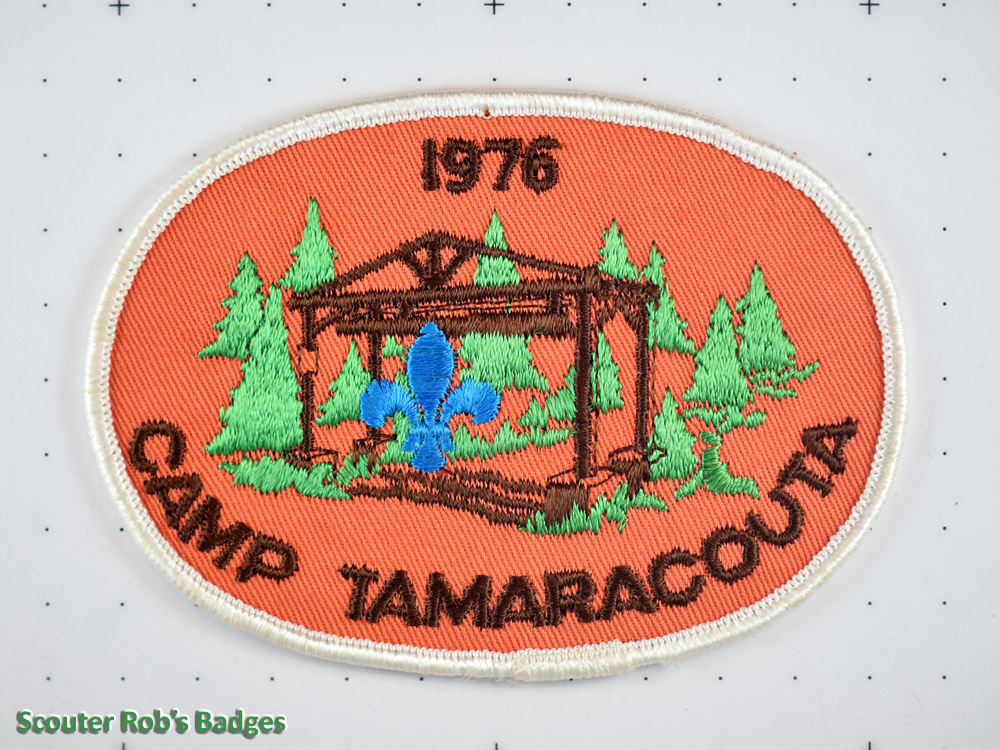 1976
CAMP TAMARACOUTA
Scouter Rob's Badges